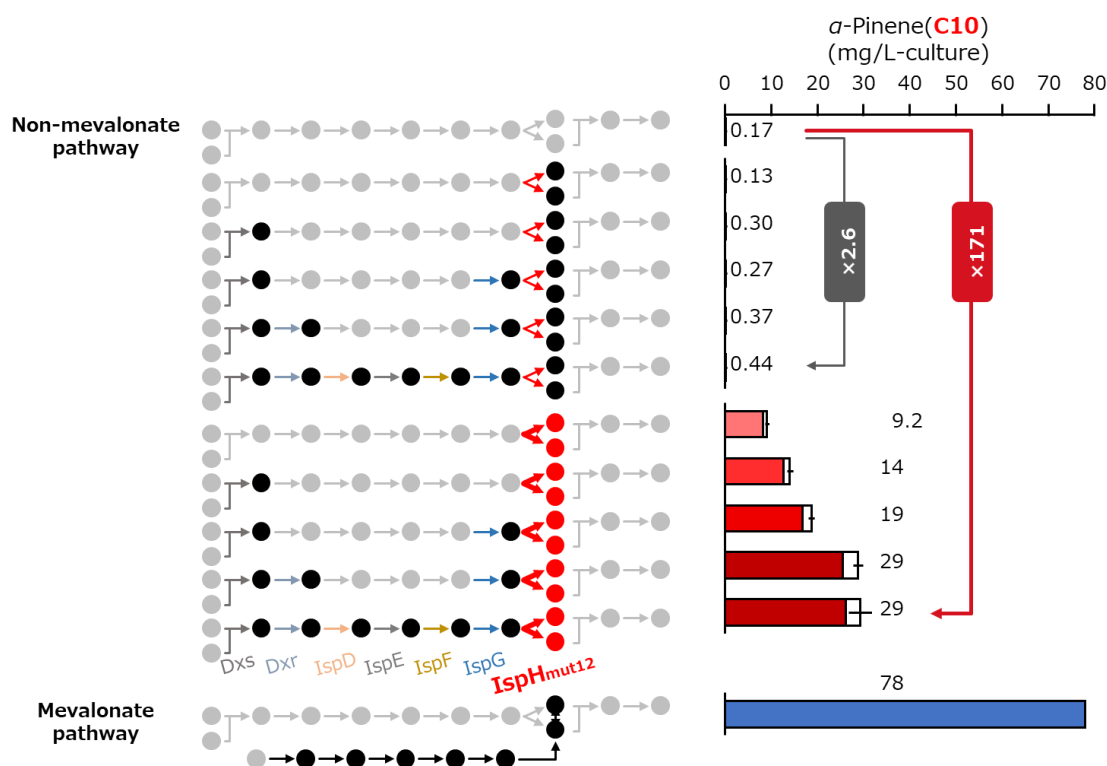 α-Pinene(C10)
(mg/L-culture)
0 10 20 30 40 50 60 70 80
Non-mevalonate
pathway
0.17
0.13
0.30
0.27
0.37
0.44
×2.6
×171
9.2
14
19
29
29
Dxs Dxr IspD IspE IspF IspG IspHmut12
78
Mevalonate
pathway